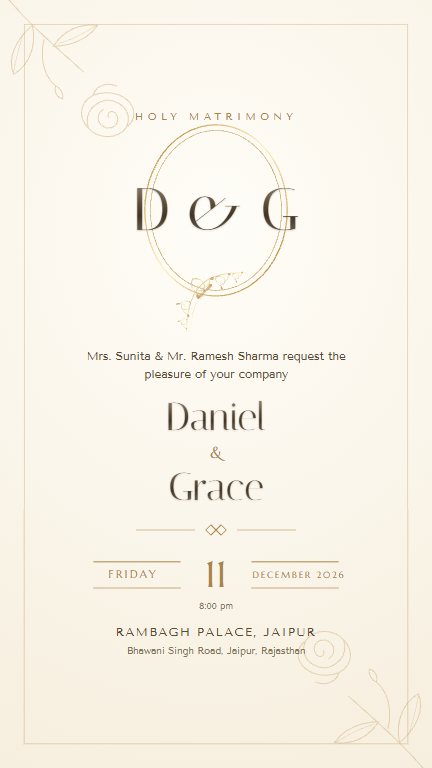 HOLY MATRIMONY
D & G
Mrs. Sunita & Mr. Ramesh Sharma request the
pleasure of your company
Daniel
&
Grace
FRIDAY 11 DECEMBER 2026
8:00 pm
RAMBAGH PALACE, JAIPUR
Bhawani Singh Road, Jaipur, Rajasthan